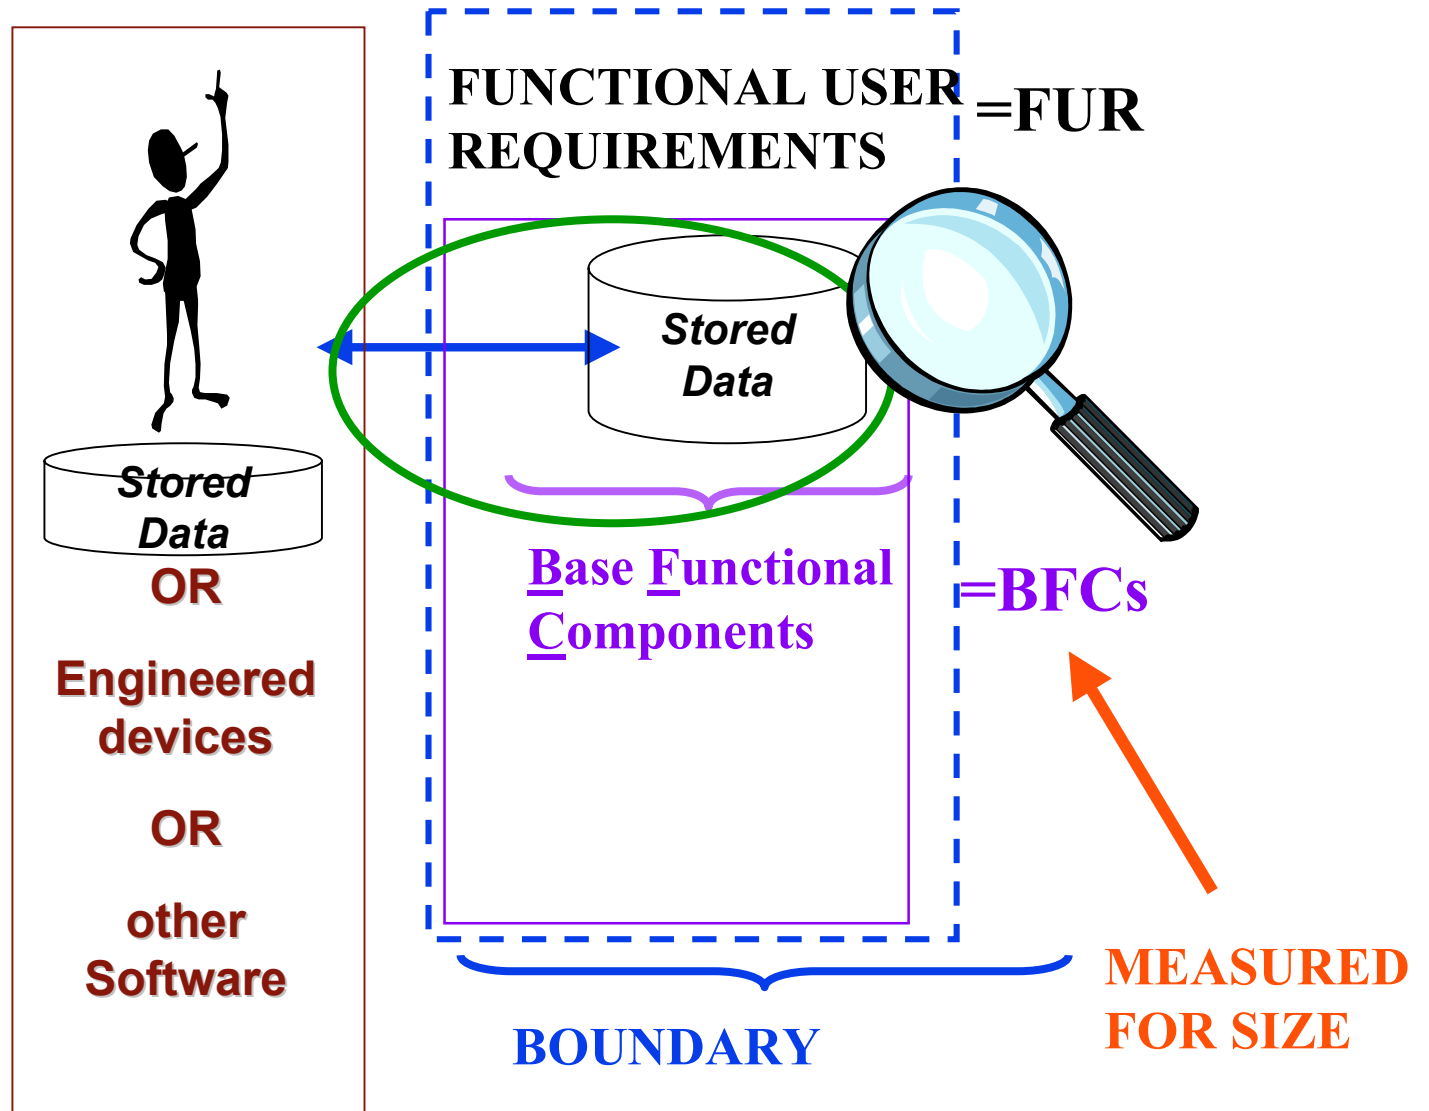 FUNCTIONAL USER
REQUIREMENTS
=FUR
Stored
Data
Stored
Data
OR
Engineered
devices
OR
other
Software
Base Functional
Components
=BFCs
MEASURED
FOR SIZE
BOUNDARY